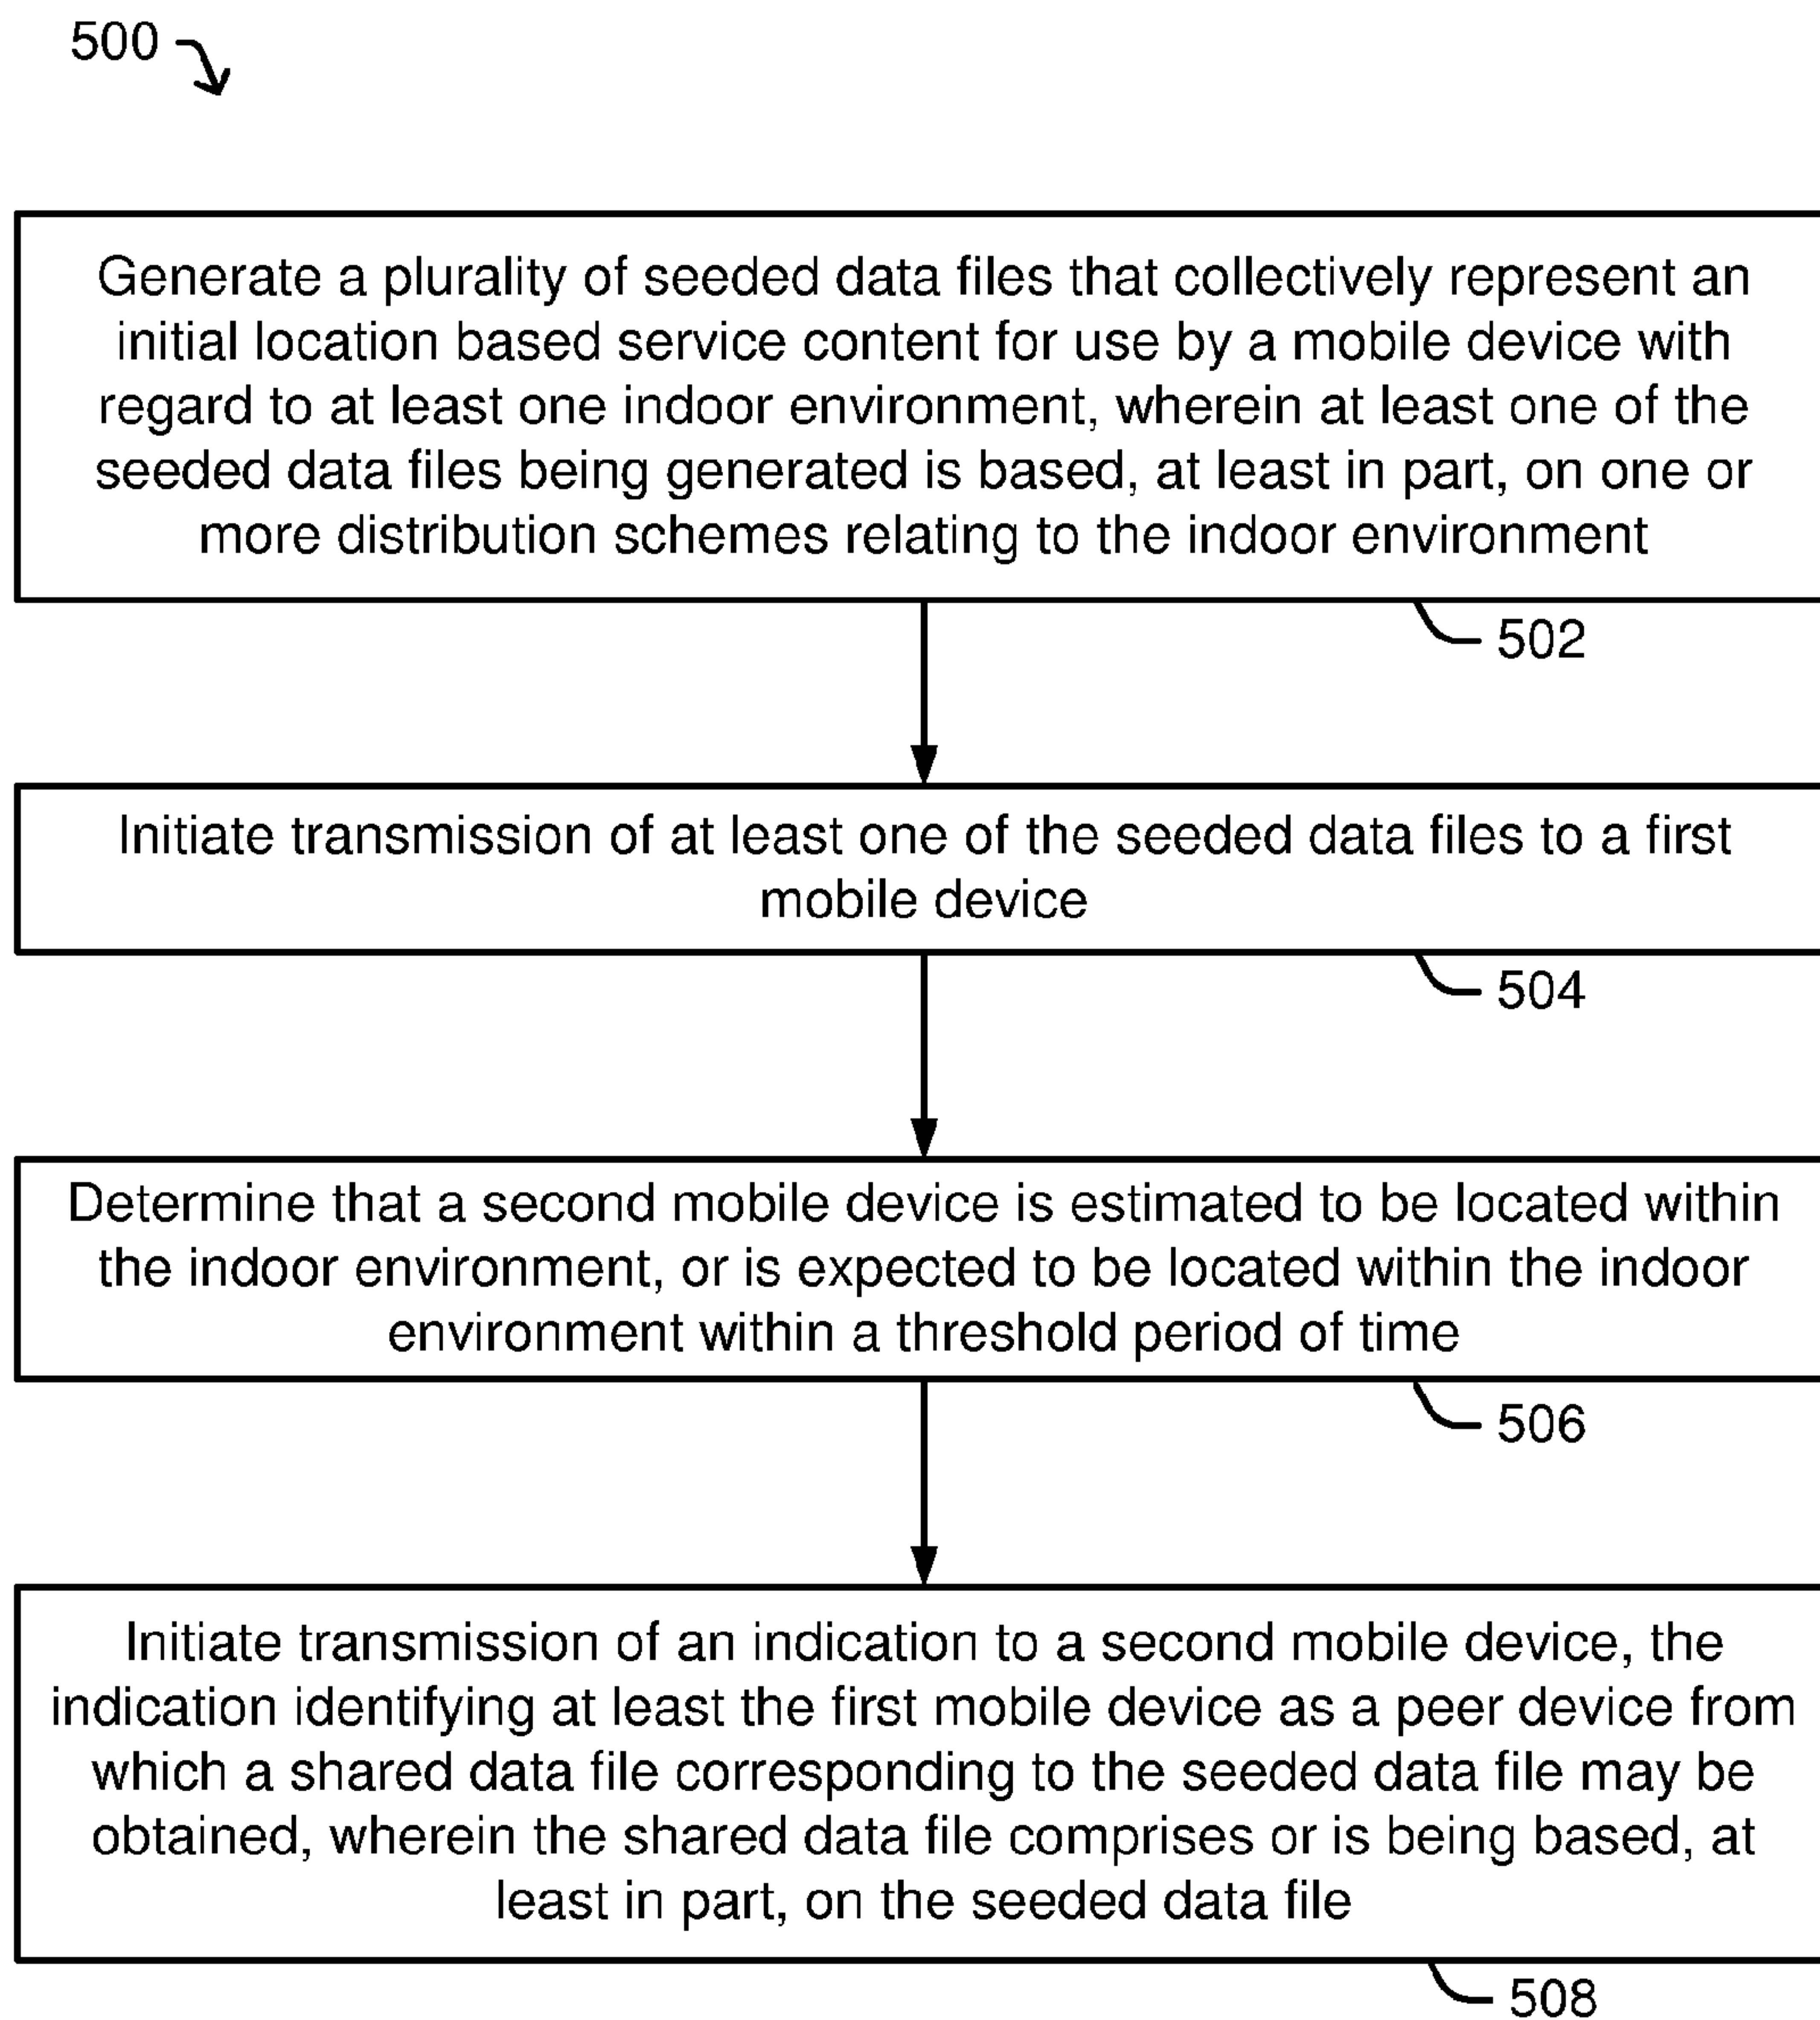 500
Generate a plurality of seeded data files that collectively represent an
initial location based service content for use by a mobile device with
regard to at least one indoor environment, wherein at least one of the
seeded data files being generated is based, at least in part, on one or
more distribution schemes relating to the indoor environment
502
Initiate transmission of at least one of the seeded data files to a first
mobile device
504
Determine that a second mobile device is estimated to be located within
the indoor environment, or is expected to be located within the indoor
environment within a threshold period of time
506
Initiate transmission of an indication to a second mobile device, the
indication identifying at least the first mobile device as a peer device from
which a shared data file corresponding to the seeded data file may be
obtained, wherein the shared data file comprises or is being based, at
least in part, on the seeded data file
508